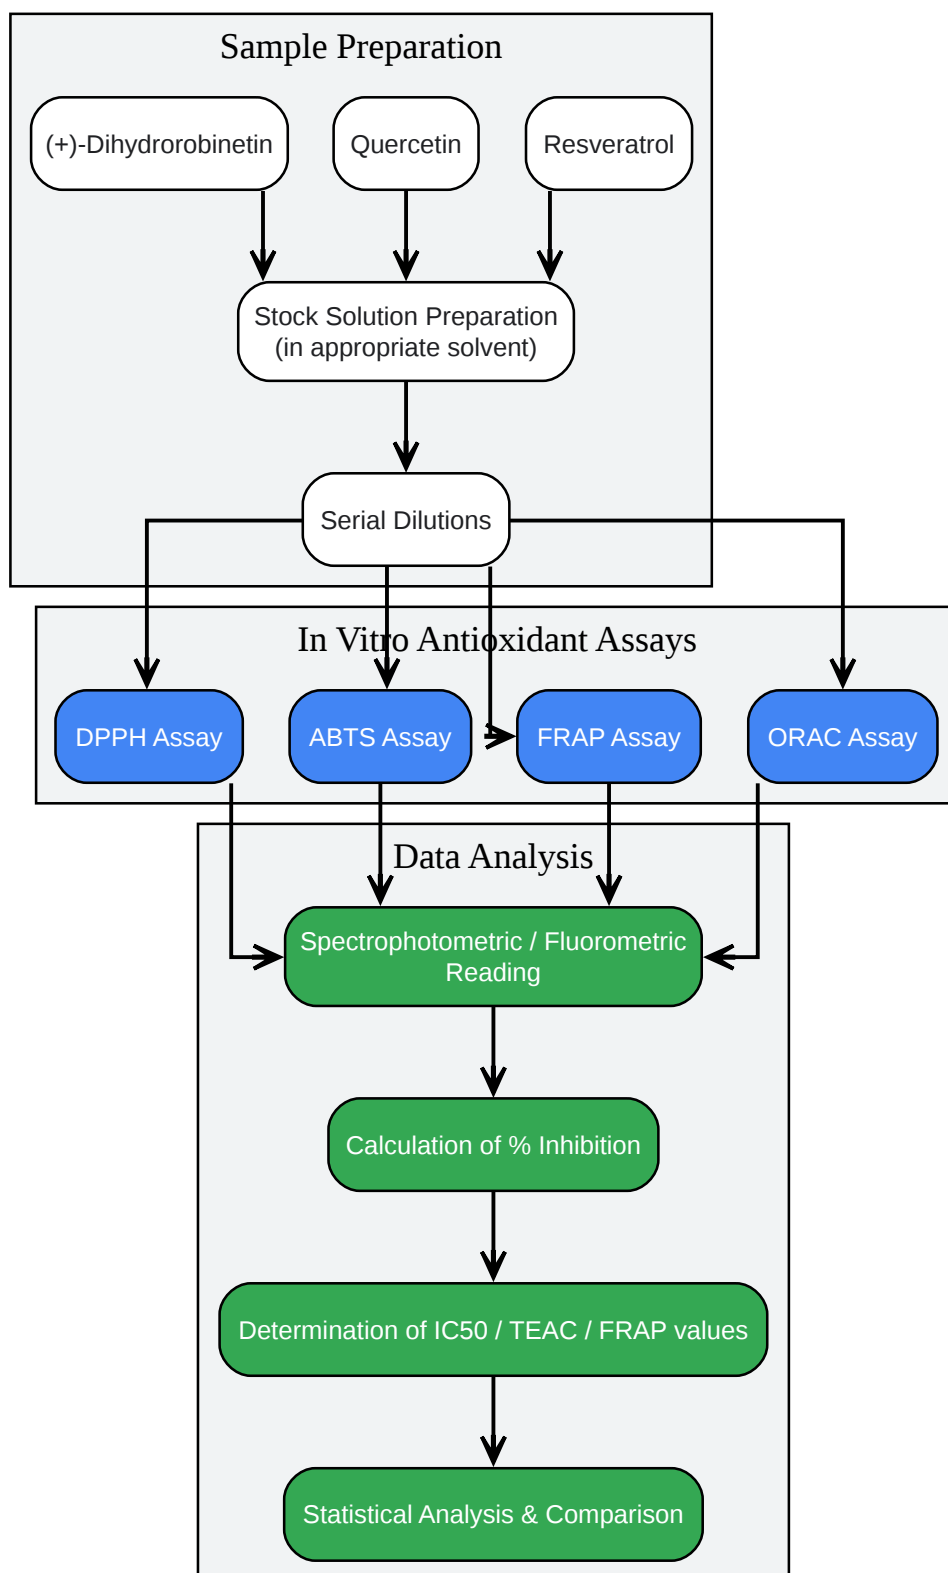 Sample Preparation
(+)-Dihydrorobinetin
Quercetin
Resveratrol
Stock Solution Preparation
(in appropriate solvent)
Serial Dilutions
In Vitro Antioxidant Assays
DPPH Assay
ABTS Assay
FRAP Assay
ORAC Assay
Data Analysis
Spectrophotometric / Fluorometric
Reading
Calculation of % Inhibition
Determination of IC50 / TEAC / FRAP values
Statistical Analysis & Comparison